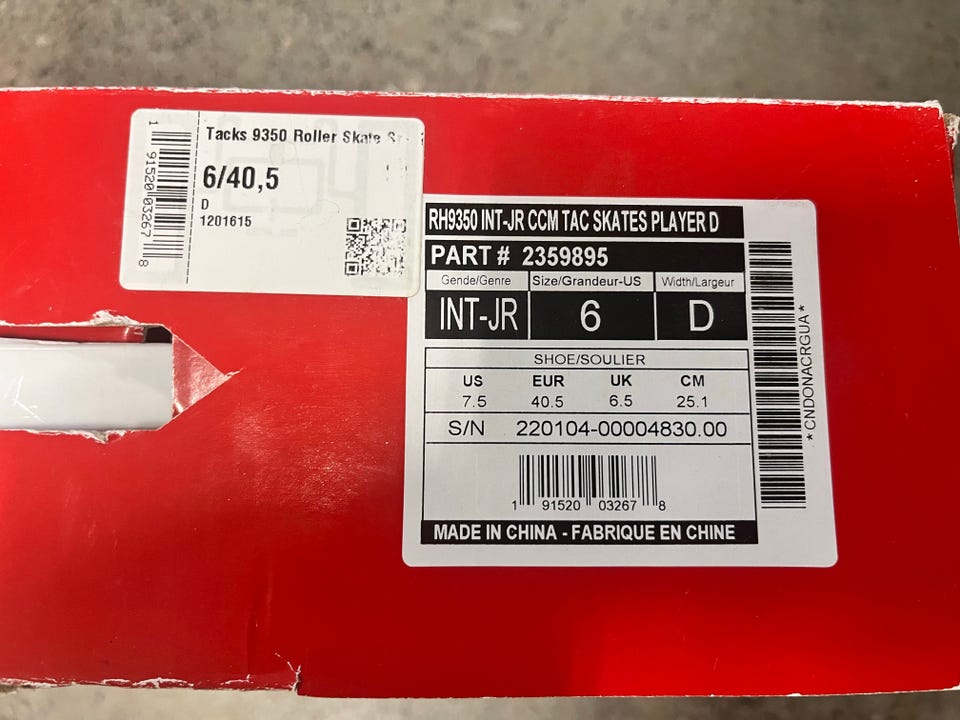 Tacks 9350 Roller Skate
6/40,5
D
1201615
1 91520 03267 8
RH9350 INT-JR CCM TAC SKATES PLAYER D
PART # 2359895
Gende/Genre Size/Grandeur-US Width/Largeur
INT-JR 6 D
SHOE/SOULIER
US EUR UK CM
7.5 40.5 6.5 25.1
S/N 220104-00004830.00
1 91520 03267 8
MADE IN CHINA - FABRIQUE EN CHINE
*CNDONACRGUA*